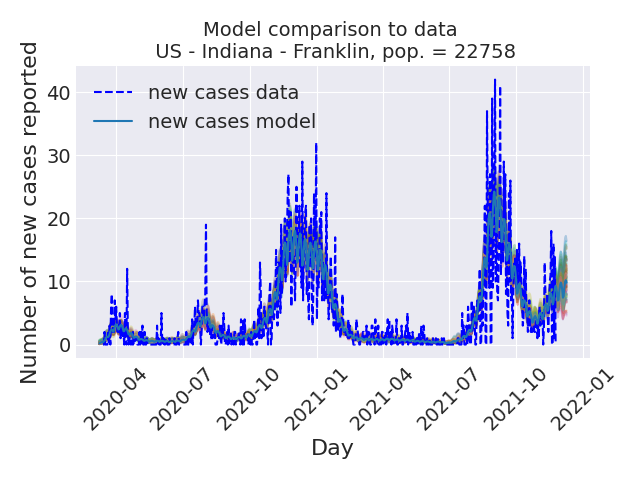 Model comparison to data
US - Indiana - Franklin, pop. = 22758
Number of new cases reported
40
30
20
10
0
new cases data
new cases model
2020-04
2020-07
2020-10
2021-01
2021-04
2021-07
2021-10
2022-01
Day